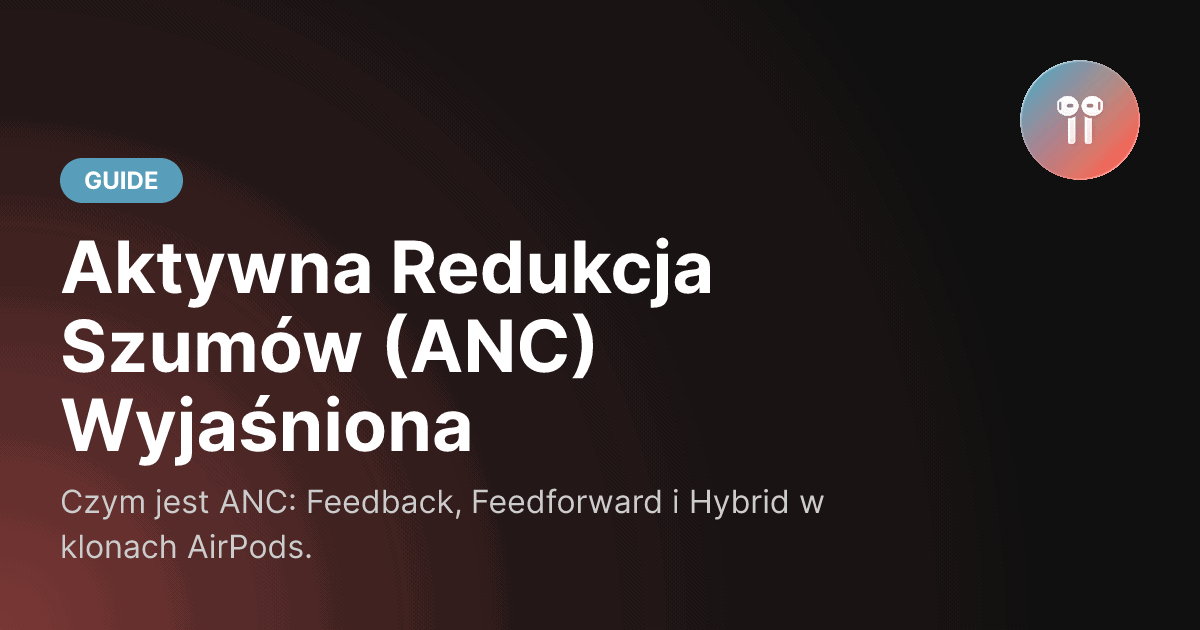 GUIDE
Aktywna Redukcja
Szumów (ANC)
Wyjaśniona
Czym jest ANC: Feedback, Feedforward i Hybrid w
klonach AirPods.